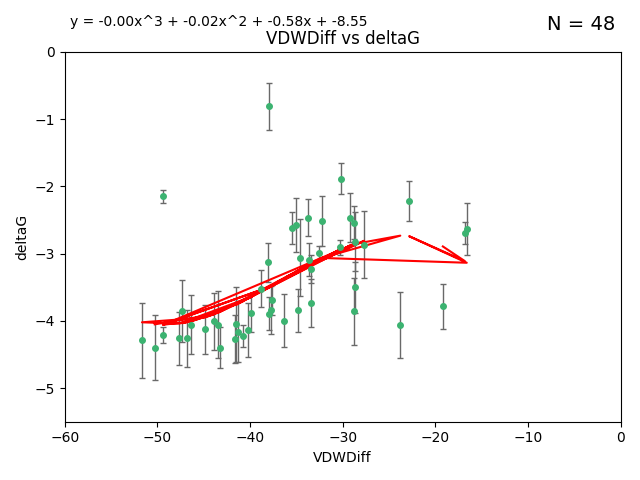 y = -0.00x^3 + -0.02x^2 + -0.58x + -8.55
N = 48
VDWDiff vs deltaG
0
−1
−2
−3
−4
−5
deltaG
−60
−50
−40
−30
−20
−10
0
VDWDiff